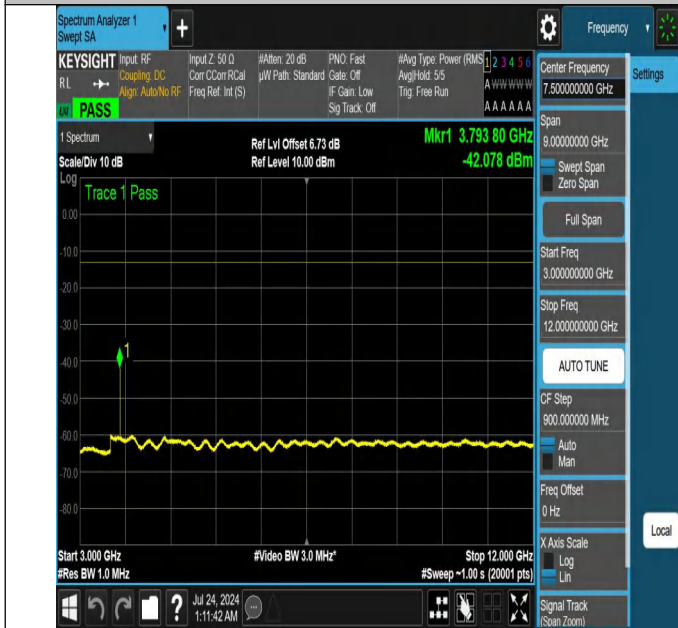 Spectrum Analyzer 1
Swept SA
Frequency
KEYSIGHT
RL
PASS
Input: RF
Coupling: DC
Align: Auto/No RF
Input Z: 50 Ω
Corr CCorr RCal
Freq Ref: Int (S)
#Atten: 20 dB
µW Path: Standard
PNO: Fast
Gate: Off
IF Gain: Low
Sig Track: Off
#Avg Type: Power (RMS
Avg|Hold: 5/5
Trig: Free Run
1 2 3 4 5 6
A W W W W W
A A A A A A
1 Spectrum
Scale/Div 10 dB
Ref Lvl Offset 6.73 dB
Ref Level 10.00 dBm
Mkr1 3.793 80 GHz
-42.078 dBm
Log
Trace 1 Pass
0.00
-10.0
-20.0
-30.0
1
-40.0
-50.0
-60.0
-70.0
-80.0
Start 3.000 GHz
#Res BW 1.0 MHz
#Video BW 3.0 MHz*
Stop 12.000 GHz
#Sweep ~1.00 s (20001 pts)
Jul 24, 2024
1:11:42 AM
Center Frequency
7.500000000 GHz
Settings
Span
9.00000000 GHz
Swept Span
Zero Span
Full Span
Start Freq
3.000000000 GHz
Stop Freq
12.000000000 GHz
AUTO TUNE
CF Step
900.000000 MHz
Auto
Man
Freq Offset
0 Hz
X Axis Scale
Log
Lin
Local
Signal Track
(Span Zoom)